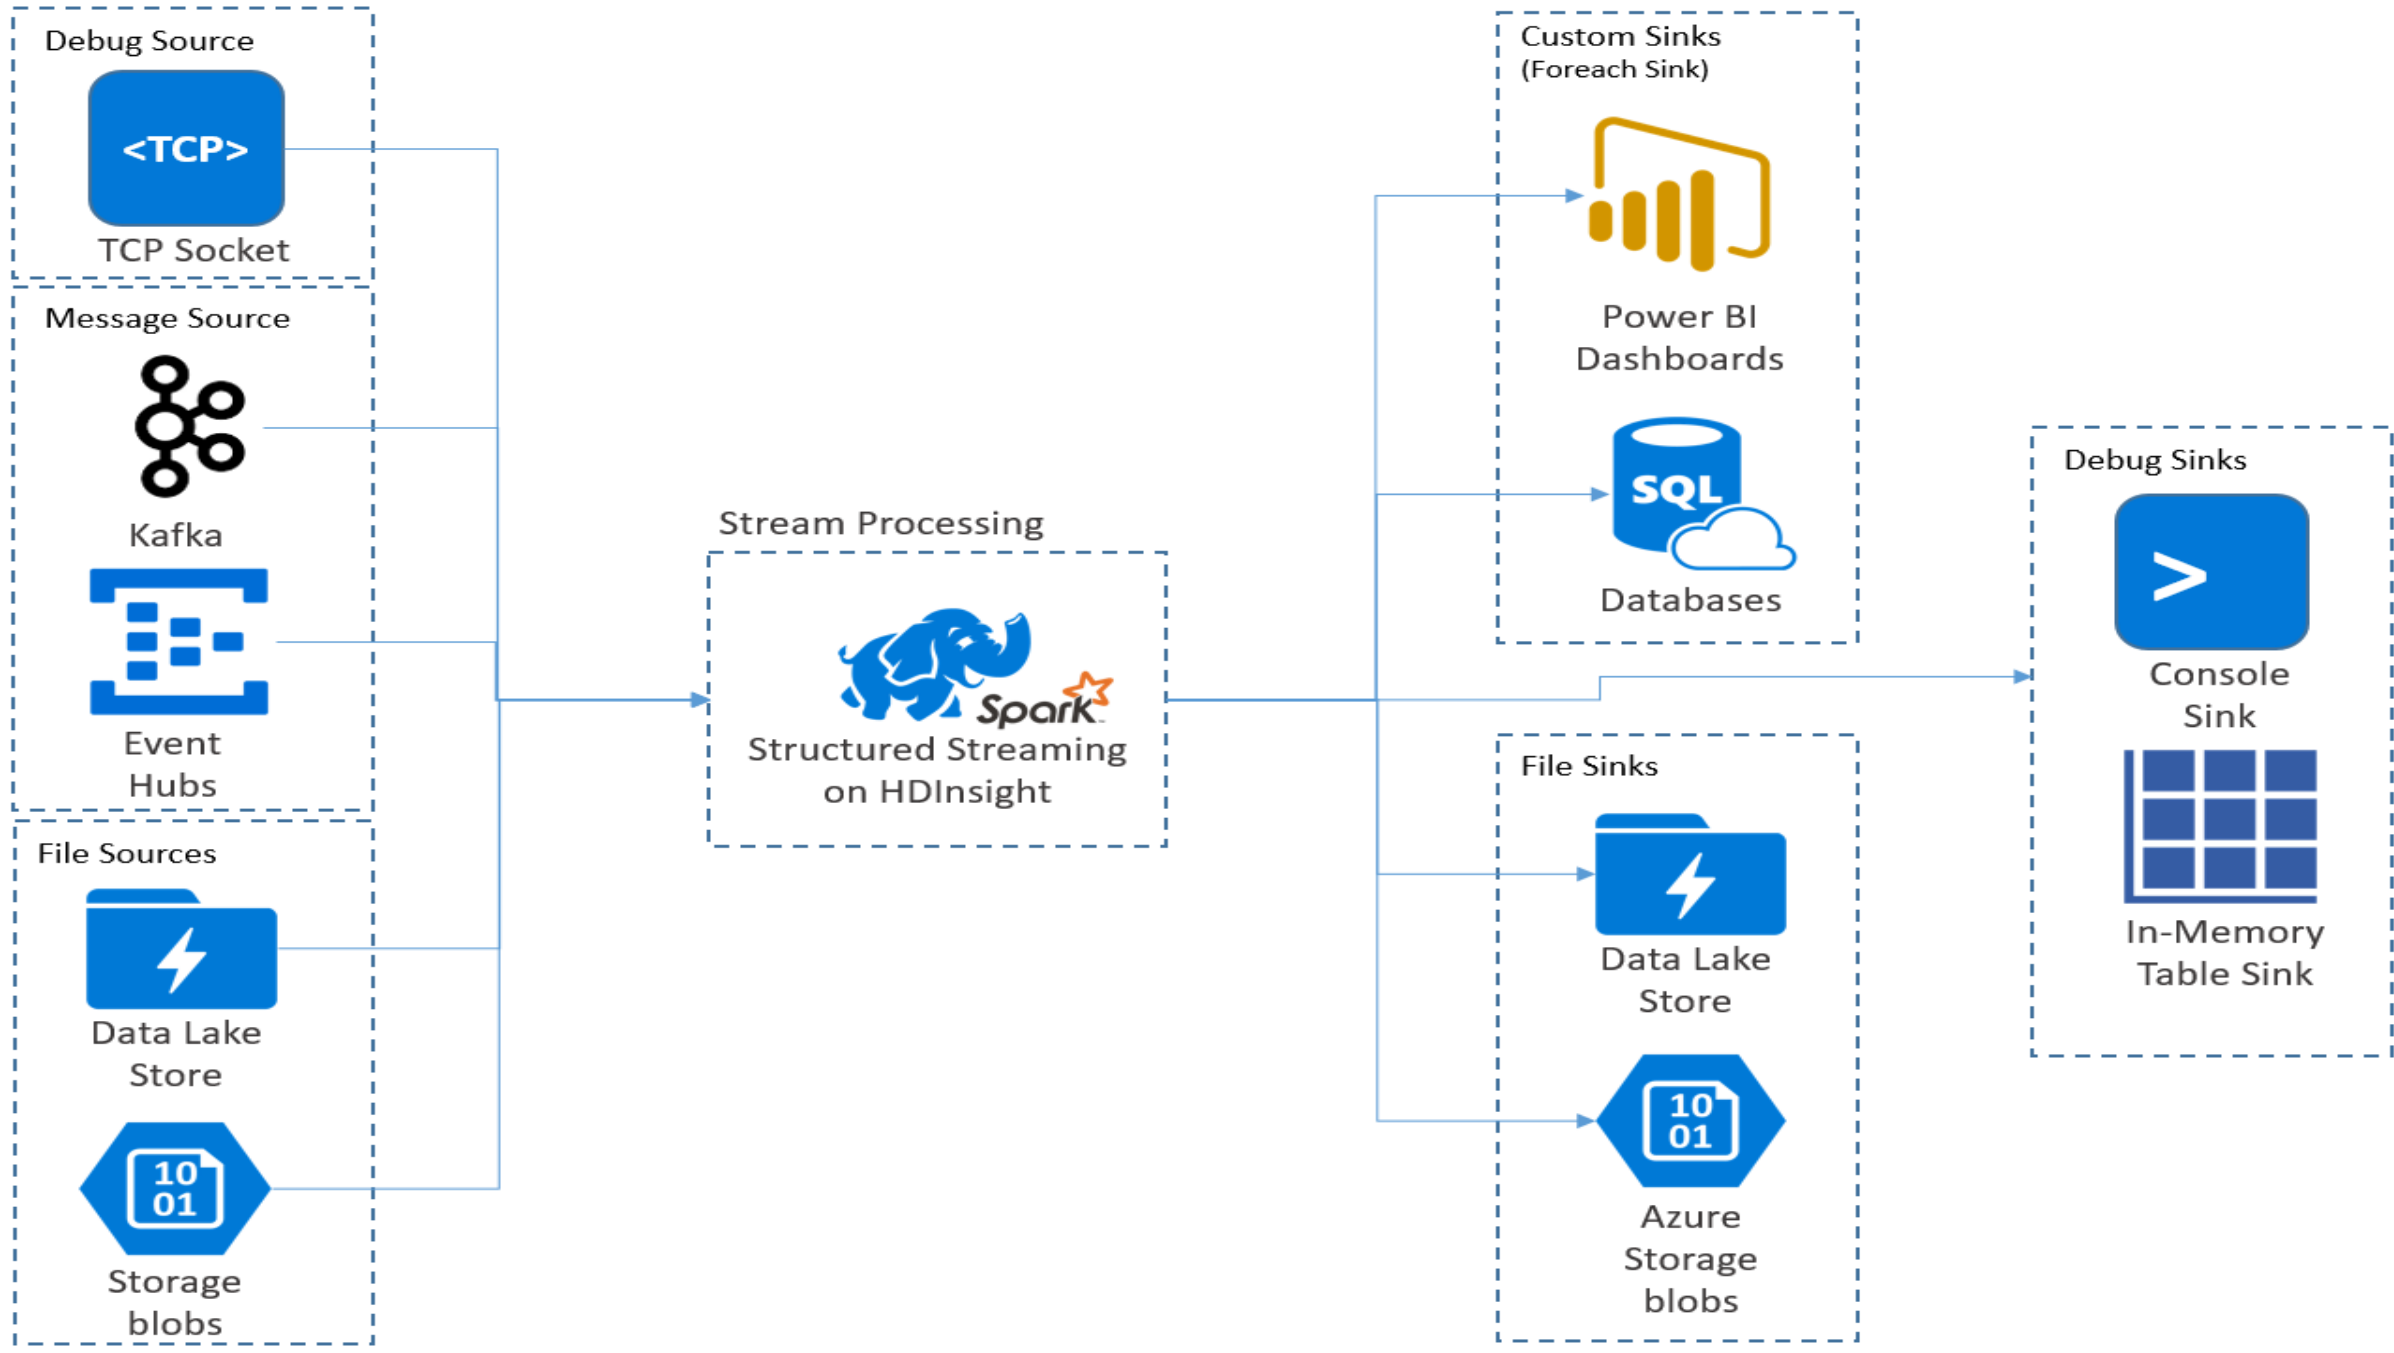 Debug Source
<TCP>
TCP Socket
Message Source
Kafka
Event
Hubs
File Sources
Data Lake
Store
10
01
Storage
blobs
Stream Processing
Spark
Structured Streaming
on HDInsight
Custom Sinks
(Foreach Sink)
Power BI
Dashboards
SQL
Databases
File Sinks
Data Lake
Store
10
01
Azure
Storage
blobs
Debug Sinks
>
Console
Sink
In-Memory
Table Sink